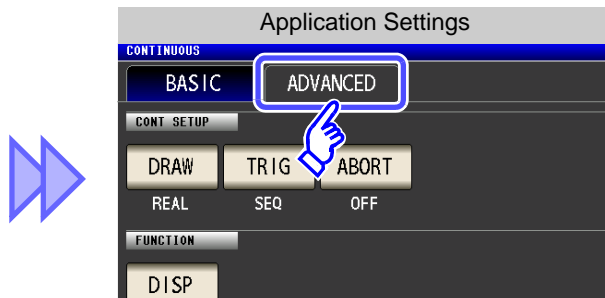 Application Settings
CONTINUOUS
BASIC ADVANCED
CONT SETUP
DRAW TRIG ABORT
REAL SEQ OFF
FUNCTION
DISP